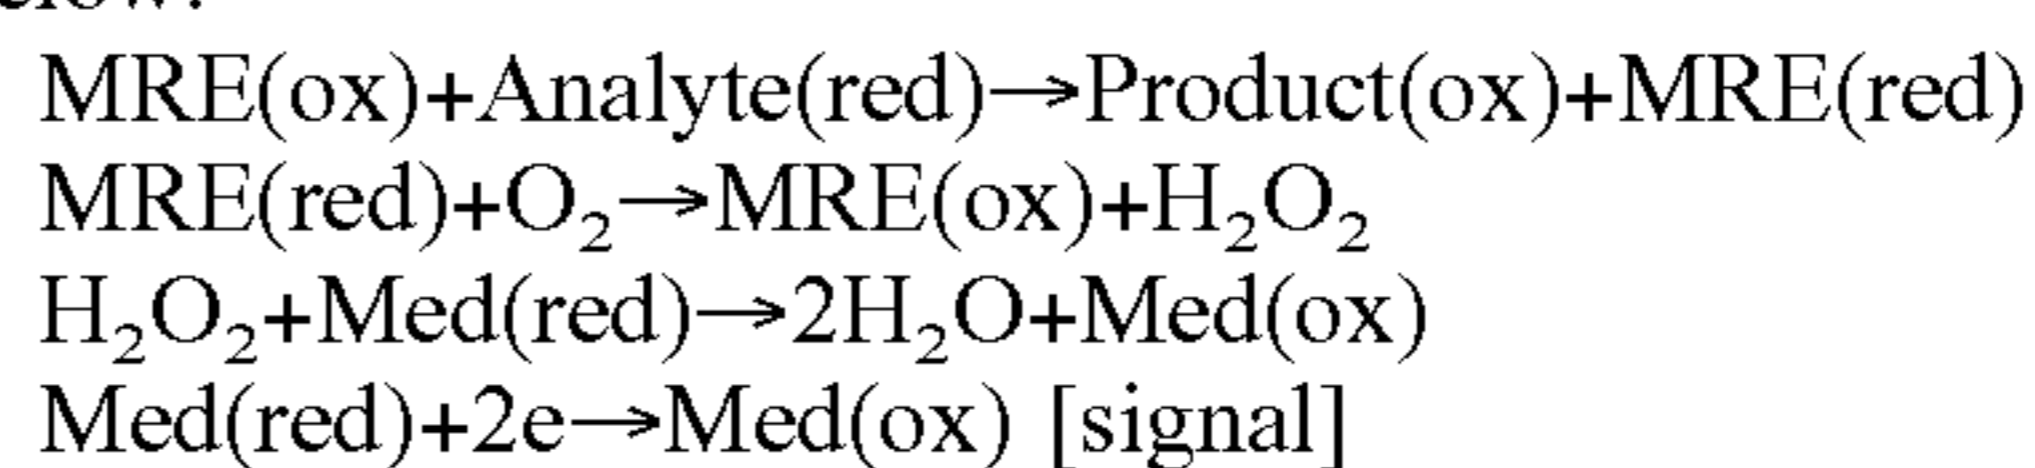 MRE(ox)+Analyte(red)→Product(ox)+MRE(red)
MRE(red)+O₂→MRE(ox)+H₂O₂
H₂O₂+Med(red)→2H₂O+Med(ox)
Med(red)+2e→Med(ox) [signal]